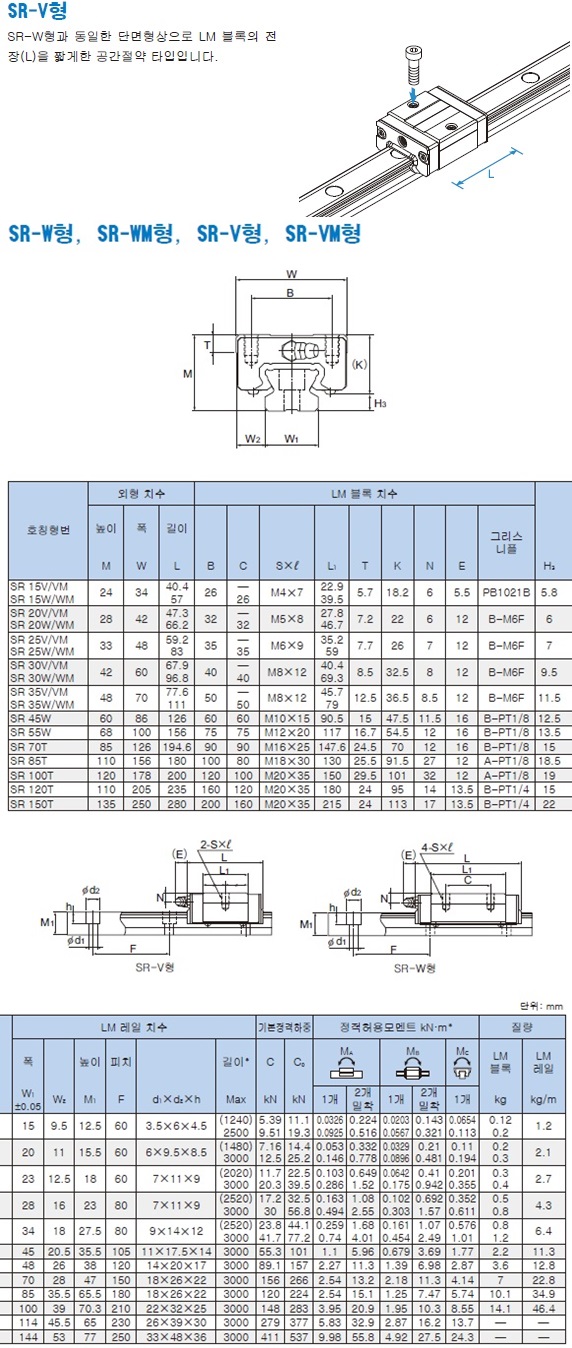 SR-V형
SR-W형과 동일한 단면형상으로 LM 블록의 전
장(L)을 짧게한 공간절약 타입입니다.
L
SR-W형, SR-WM형, SR-V형, SR-VM형
W
B
T
M
(K)
H₃
W₂ W₁
호칭형번 외형 치수 LM 블록 치수
높이 폭 길이 그리스 니플
M W L B C S×ℓ L₁ T K N E H₃
SR 15V/VM 24 34 40.4 26 — M4×7 22.9 5.7 18.2 6 5.5 PB1021B 5.8
SR 15W/WM 57 26 39.5
SR 20V/VM 28 42 47.3 32 — M5×8 27.8 7.2 22 6 12 B-M6F 6
SR 20W/WM 66.2 32 46.7
SR 25V/VM 33 48 59.2 35 — M6×9 35.2 7.7 26 7 12 B-M6F 7
SR 25W/WM 83 35 59
SR 30V/VM 42 60 67.9 40 — M8×12 40.4 8.5 32.5 8 12 B-M6F 9.5
SR 30W/WM 96.8 40 69.3
SR 35V/VM 48 70 77.6 50 — M8×12 45.7 12.5 36.5 8.5 12 B-M6F 11.5
SR 35W/WM 111 50 79
SR 45W 60 86 126 60 60 M10×15 90.5 15 47.5 11.5 16 B-PT1/8 12.5
SR 55W 68 100 156 75 75 M12×20 117 16.7 54.5 12 16 B-PT1/8 13.5
SR 70T 85 126 194.6 90 90 M16×25 147.6 24.5 70 12 16 B-PT1/8 15
SR 85T 110 156 180 100 80 M18×30 130 25.5 91.5 27 12 A-PT1/8 18.5
SR 100T 120 178 200 120 100 M20×35 150 29.5 101 32 12 A-PT1/8 19
SR 120T 110 205 235 160 120 M20×35 180 24 95 14 13.5 B-PT1/4 15
SR 150T 135 250 280 200 160 M20×35 215 24 113 17 13.5 B-PT1/4 22
2-S×ℓ
(E) L
L₁
N
ød₂
h
M₁
ød₁
F
SR-V형
4-S×ℓ
(E) L
L₁
C
N
ød₂
h
M₁
ød₁
F
SR-W형
단위: mm
LM 레일 치수 기본정격하중 정적허용모멘트 kN·m* 질량
폭 높이 피치 길이* C C₀ MA MB MC LM 블록 LM 레일
W₁ ±0.05 W₂ M₁ F d₁×d₂×h Max kN kN 1개 2개 밀착 1개 2개 밀착 1개 kg kg/m
15 9.5 12.5 60 3.5×6×4.5 (1240) 5.39 11.1 0.0326 0.224 0.0203 0.143 0.0654 0.12 1.2
2500 9.51 19.3 0.0925 0.516 0.0567 0.321 0.113 0.2
20 11 15.5 60 6×9.5×8.5 (1480) 7.16 14.4 0.053 0.332 0.0329 0.21 0.11 0.2 2.1
3000 12.5 25.2 0.146 0.778 0.0896 0.481 0.194 0.3
23 12.5 18 60 7×11×9 (2020) 11.7 22.5 0.103 0.649 0.0642 0.41 0.201 0.3 2.7
3000 20.3 39.5 0.286 1.52 0.175 0.942 0.355 0.4
28 16 23 80 7×11×9 (2520) 17.2 32.5 0.163 1.08 0.102 0.692 0.352 0.5 4.3
3000 30 56.8 0.494 2.55 0.303 1.57 0.611 0.8
34 18 27.5 80 9×14×12 (2520) 23.8 44.1 0.259 1.68 0.161 1.07 0.576 0.8 6.4
3000 41.7 77.2 0.74 4.01 0.454 2.49 1.01 1.2
45 20.5 35.5 105 11×17.5×14 3000 55.3 101 1.1 5.96 0.679 3.69 1.77 2.2 11.3
48 26 38 120 14×20×17 3000 89.1 157 2.27 11.3 1.39 6.98 2.87 3.6 12.8
70 28 47 150 18×26×22 3000 156 266 2.54 13.2 2.18 11.3 4.14 7 22.8
85 35.5 65.5 180 18×26×22 3000 120 224 2.54 15.1 1.25 7.47 5.74 10.1 34.9
100 39 70.3 210 22×32×25 3000 148 283 3.95 20.9 1.95 10.3 8.55 14.1 46.4
114 45.5 65 230 26×39×30 3000 279 377 5.83 32.9 2.87 16.2 13.7 — —
144 53 77 250 33×48×36 3000 411 537 9.98 55.8 4.92 27.5 24.3 — —